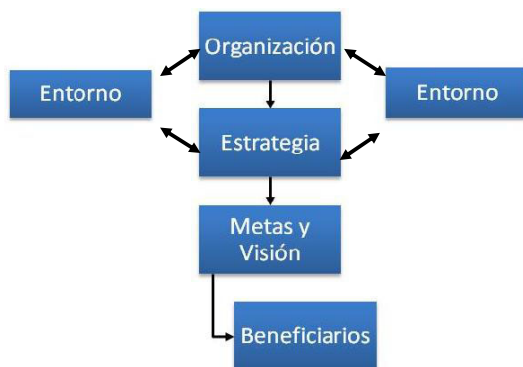 Organización
Entorno
Entorno
Estrategia
Metas y
Visión
Beneficiarios